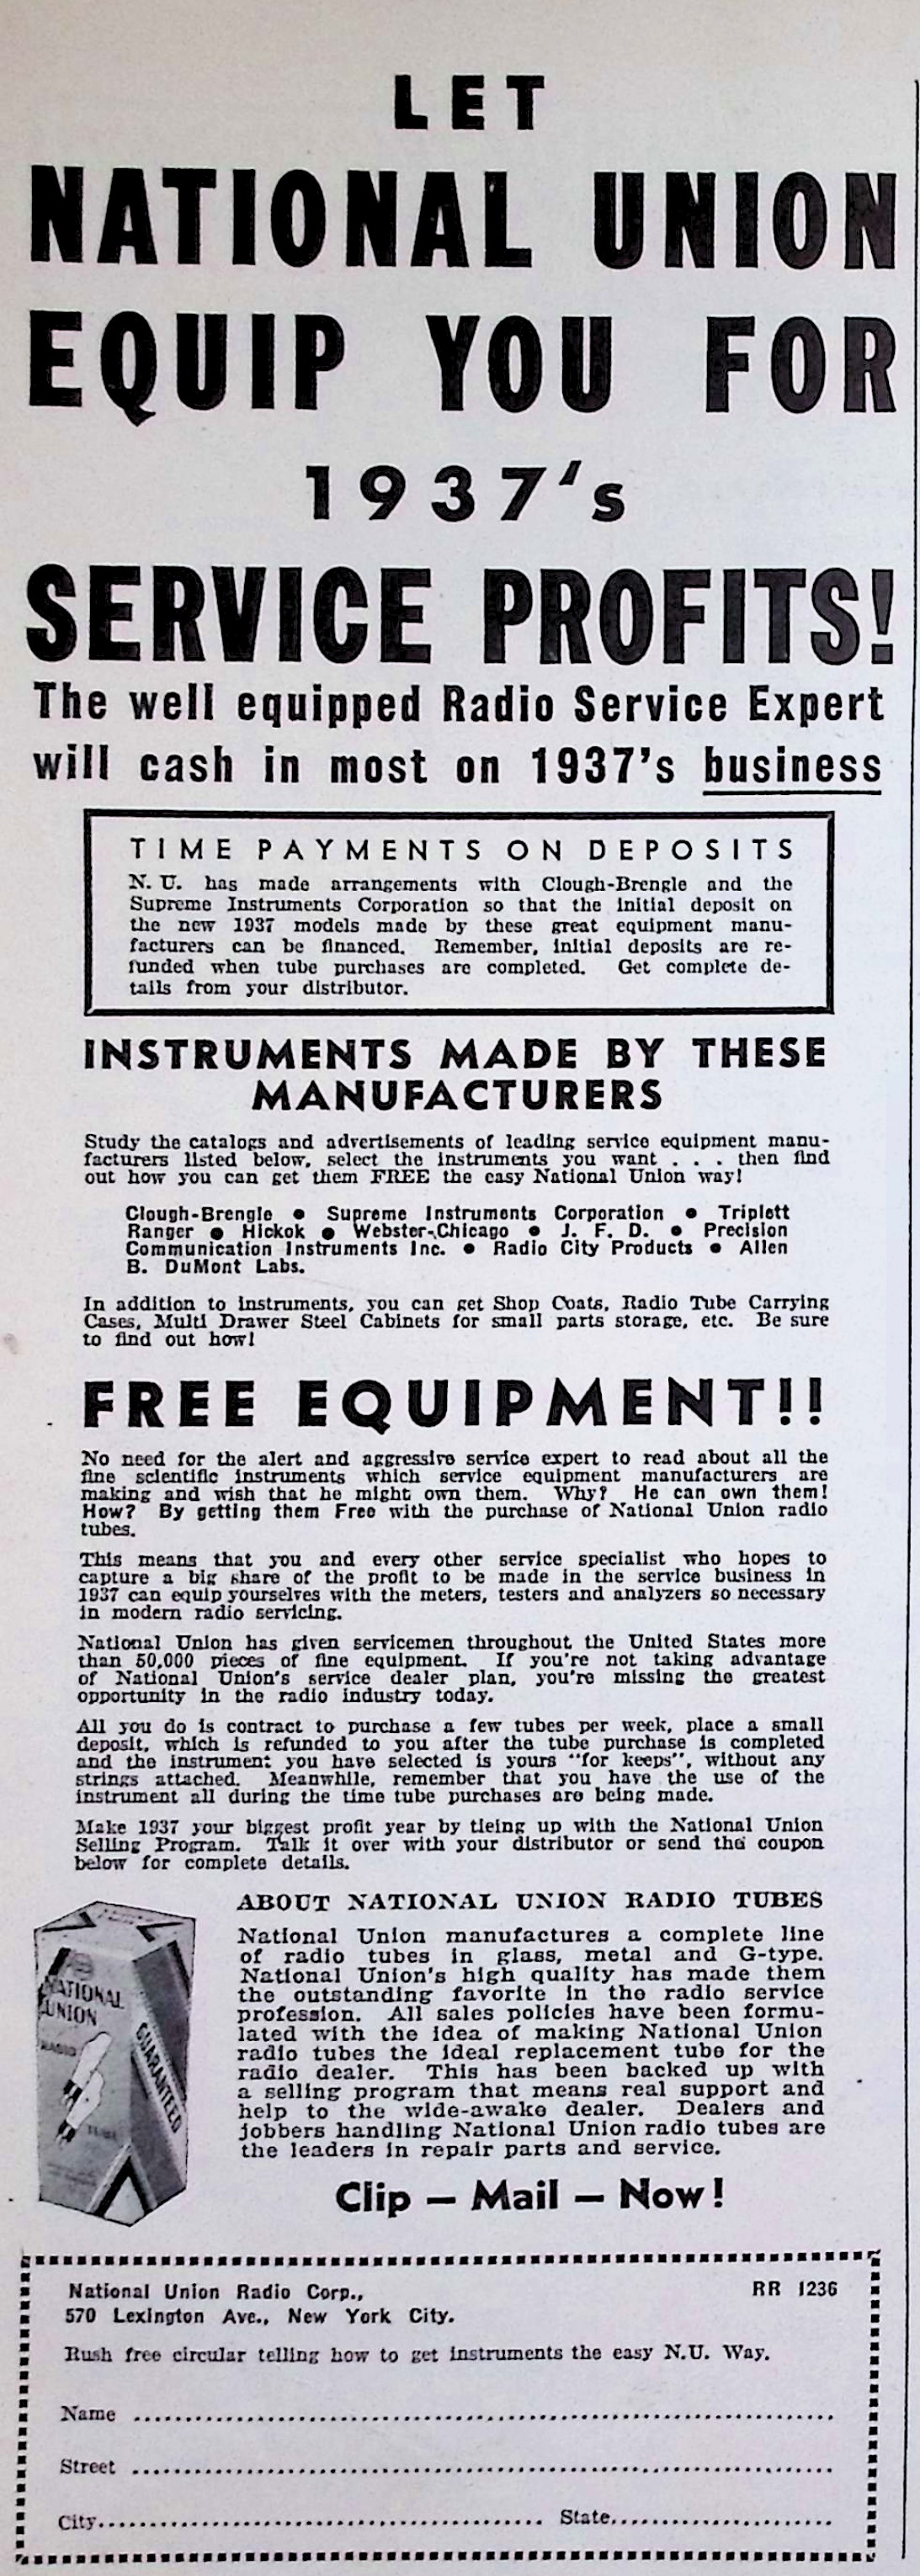 LET
NATIONAL UNION
EQUIP YOU FOR
1937's
SERVICE PROFITS!
The well equipped Radio Service Expert
will cash in most on 1937's business
TIME PAYMENTS ON DEPOSITS
N. U. has made arrangements with Clough-Brengle and the
Supreme Instruments Corporation so that the initial deposit on
the new 1937 models made by these great equipment manu-
facturers can be financed. Remember, initial deposits are re-
funded when tube purchases are completed. Get complete de-
tails from your distributor.
INSTRUMENTS MADE BY THESE
MANUFACTURERS
Study the catalogs and advertisements of leading service equipment manu-
facturers listed below, select the instruments you want . . . then find
out how you can get them FREE the easy National Union way!
Clough-Brengle ● Supreme Instruments Corporation ● Triplett
Ranger ● Hickok ● Webster-Chicago ● J. F. D. ● Precision
Communication Instruments Inc. ● Radio City Products ● Allen
B. DuMont Labs.
In addition to instruments, you can get Shop Coats, Radio Tube Carrying
Cases, Multi Drawer Steel Cabinets for small parts storage, etc. Be sure
to find out how!
FREE EQUIPMENT!!
No need for the alert and aggressive service expert to read about all the
fine scientific instruments which service equipment manufacturers are
making and wish that he might own them. Why? He can own them!
How? By getting them Free with the purchase of National Union radio
tubes.
This means that you and every other service specialist who hopes to
capture a big share of the profit to be made in the service business in
1937 can equip yourselves with the meters, testers and analyzers so necessary
in modern radio servicing.
National Union has given servicemen throughout the United States more
than 50,000 pieces of fine equipment. If you're not taking advantage
of National Union's service dealer plan, you're missing the greatest
opportunity in the radio industry today.
All you do is contract to purchase a few tubes per week, place a small
deposit, which is refunded to you after the tube purchase is completed
and the instrument you have selected is yours "for keeps", without any
strings attached. Meanwhile, remember that you have the use of the
instrument all during the time tube purchases are being made.
Make 1937 your biggest profit year by tieing up with the National Union
Selling Program. Talk it over with your distributor or send the coupon
below for complete details.
NATIONAL
UNION
RADIO
GUARANTEED
ABOUT NATIONAL UNION RADIO TUBES
National Union manufactures a complete line
of radio tubes in glass, metal and G-type.
National Union's high quality has made them
the outstanding favorite in the radio service
profession. All sales policies have been formu-
lated with the idea of making National Union
radio tubes the ideal replacement tube for the
radio dealer. This has been backed up with
a selling program that means real support and
help to the wide-awake dealer. Dealers and
jobbers handling National Union radio tubes are
the leaders in repair parts and service.
Clip — Mail — Now!
National Union Radio Corp., RR 1236
570 Lexington Ave., New York City.
Rush free circular telling how to get instruments the easy N.U. Way.
Name
Street
City State